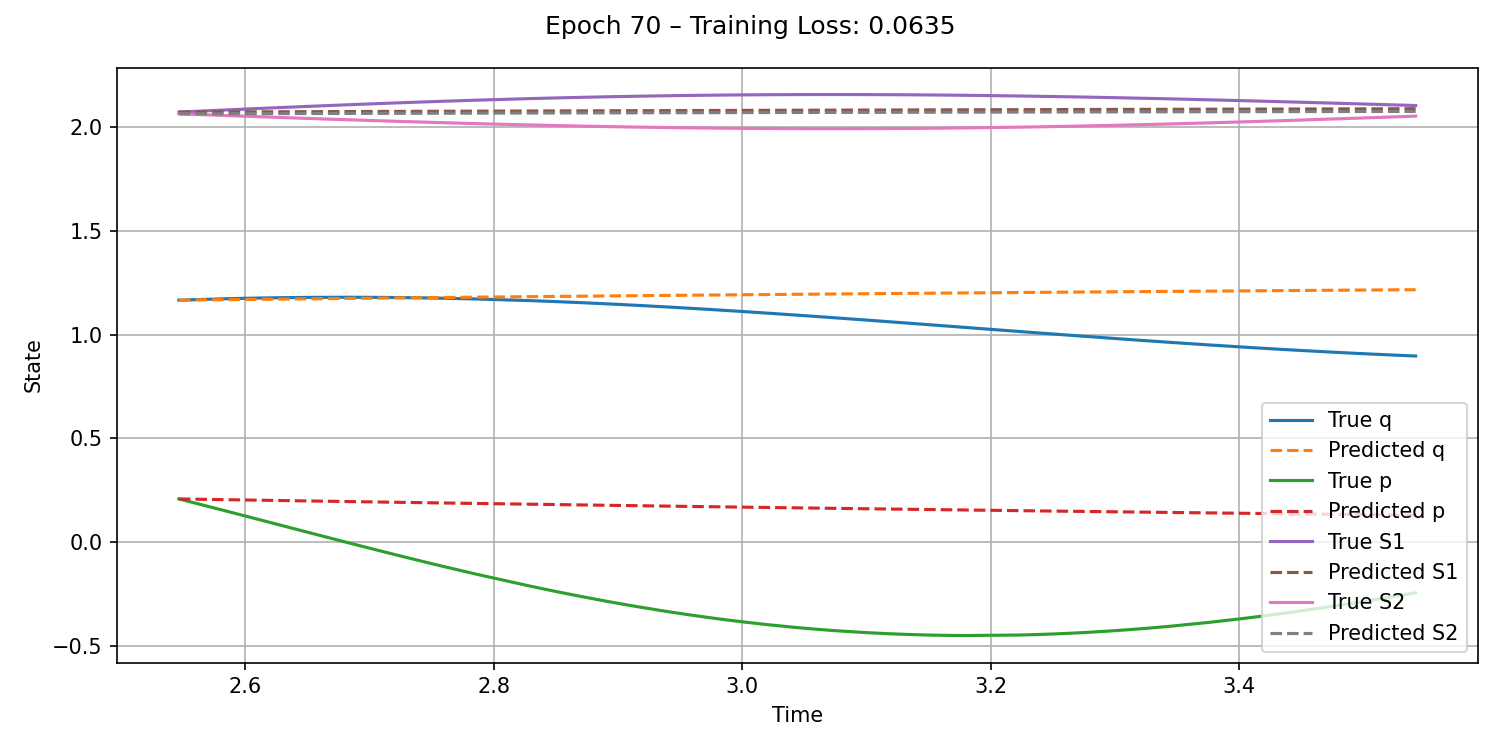 Epoch 70 – Training Loss: 0.0635
2.0
1.5
1.0
0.5
0.0
−0.5
State
2.6 2.8 3.0 3.2 3.4
Time
True q
Predicted q
True p
Predicted p
True S1
Predicted S1
True S2
Predicted S2